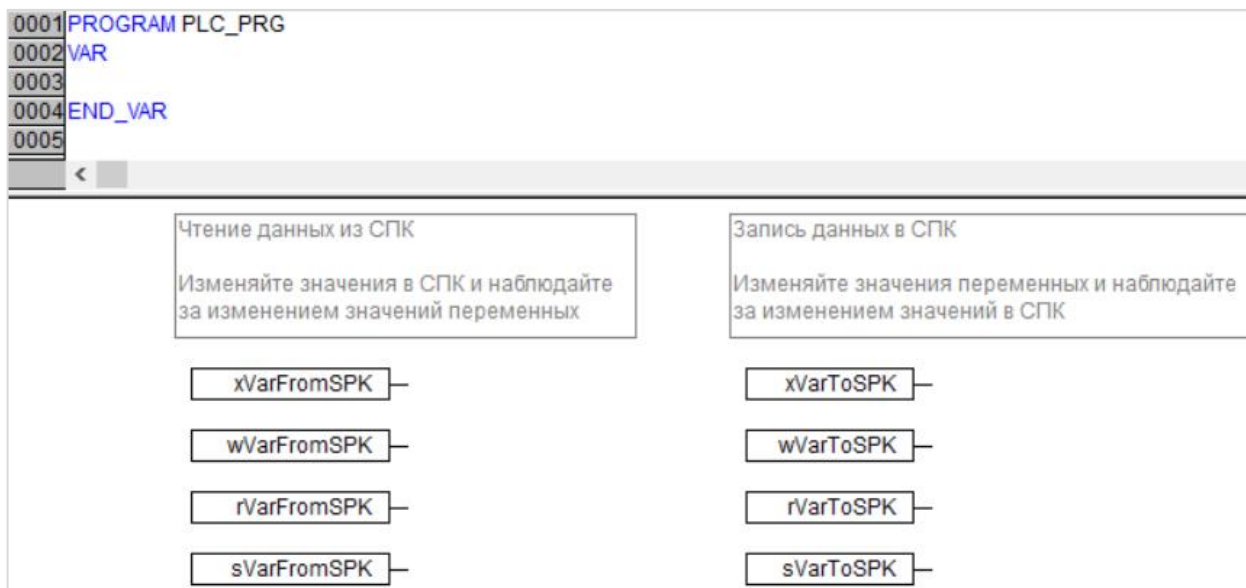 0001 PROGRAM PLC_PRG
0002 VAR
0003
0004 END_VAR
0005
Чтение данных из СПК
Изменяйте значения в СПК и наблюдайте
за изменением значений переменных
Запись данных в СПК
Изменяйте значения переменных и наблюдайте
за изменением значений в СПК
xVarFromSPK
xVarToSPK
wVarFromSPK
wVarToSPK
rVarFromSPK
rVarToSPK
sVarFromSPK
sVarToSPK